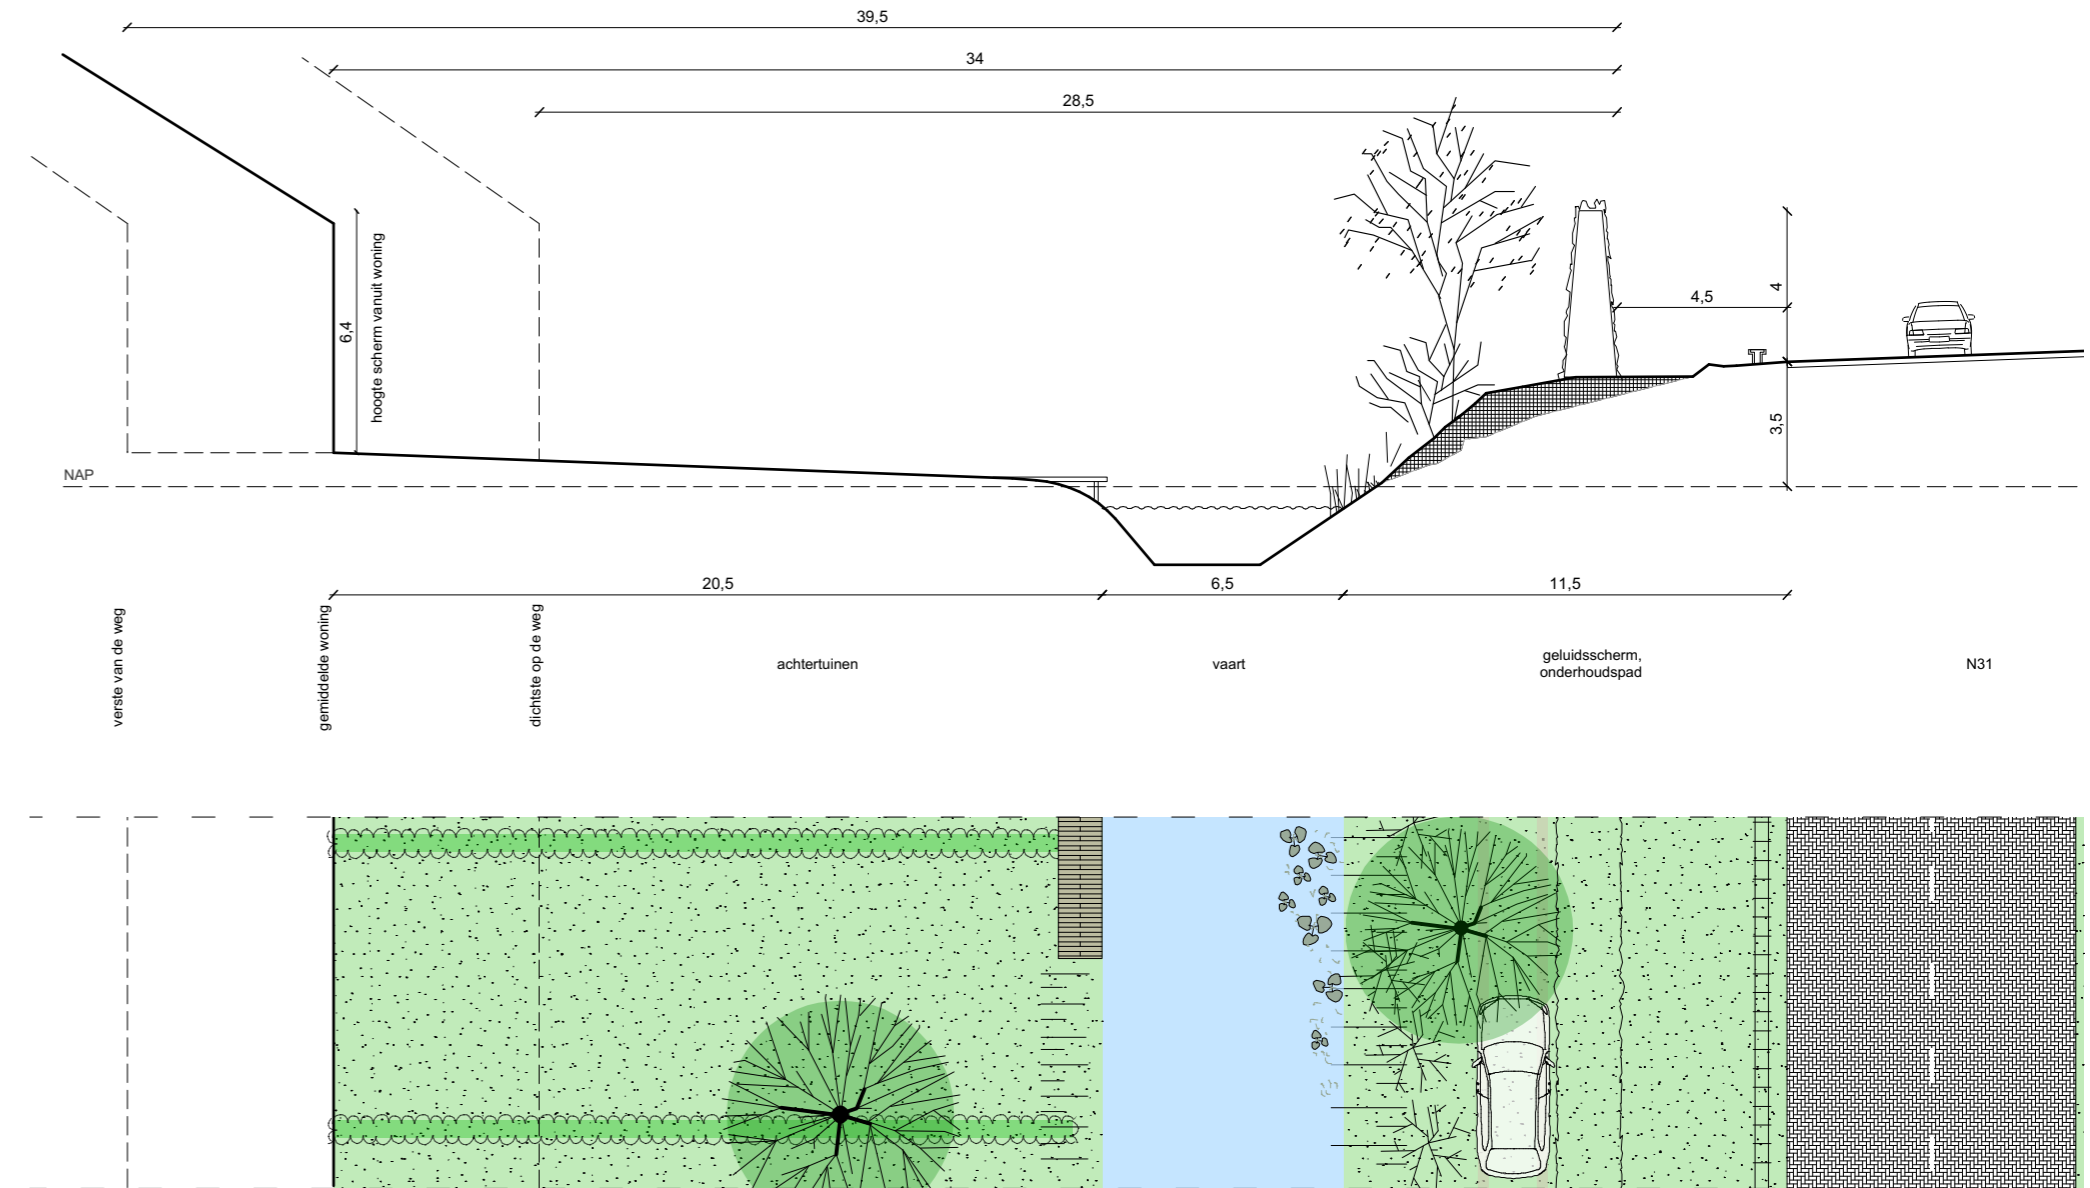 39,5
34
28,5
6,4
hoogte scherm vanuit woning
4
4,5
3,5
NAP
20,5
6,5
11,5
verste van de weg
gemiddelde woning
dichtste op de weg
achtertuinen
vaart
geluidsscherm,
onderhoudspad
N31